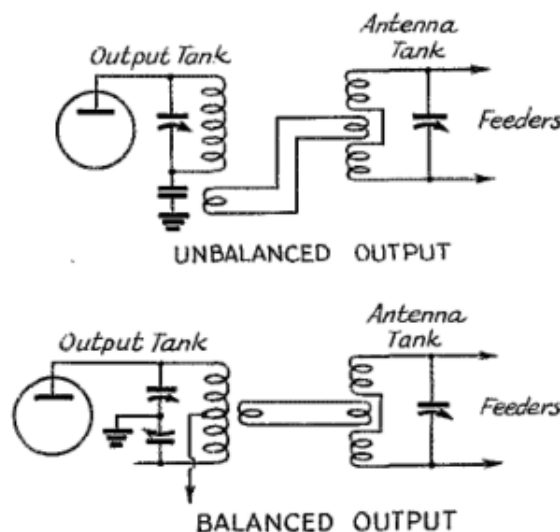 Output Tank
Antenna
Tank
Feeders
UNBALANCED OUTPUT
Output Tank
Antenna
Tank
Feeders
BALANCED OUTPUT